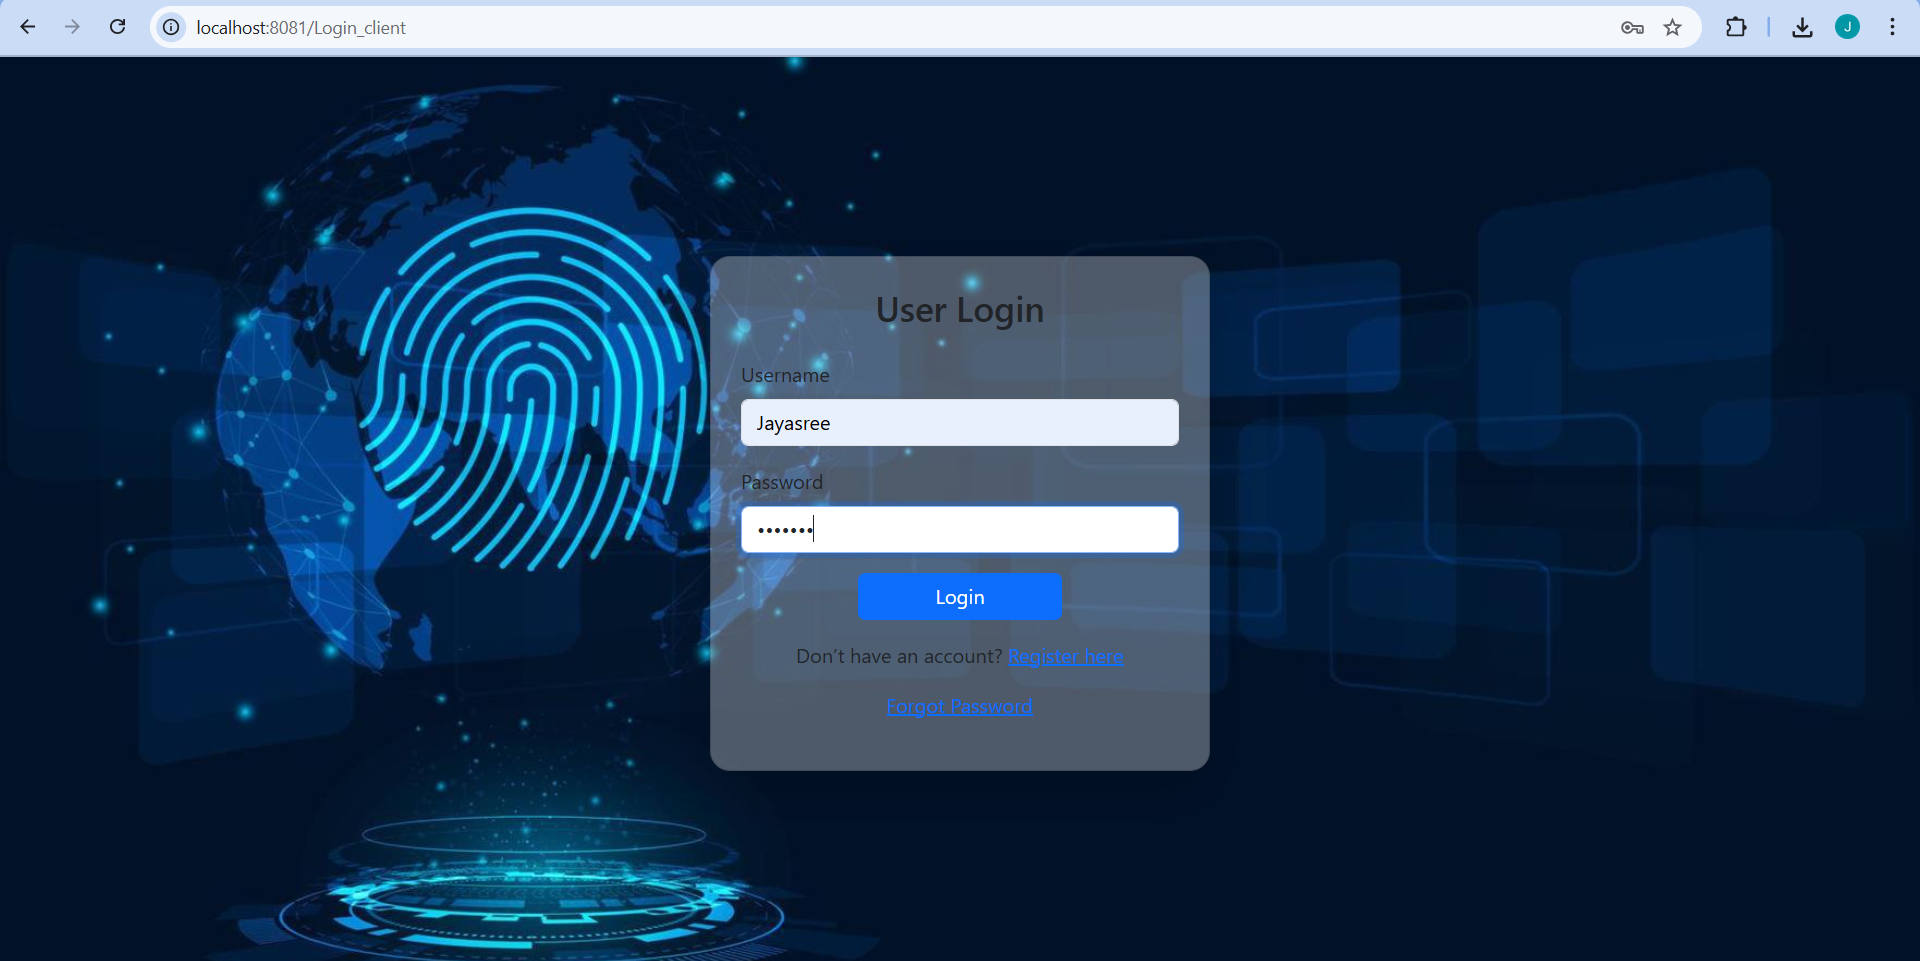 localhost:8081/Login_client
J
User Login
Username
Jayasree
Password
•••••••
Login
Don't have an account? Register here
Forgot Password